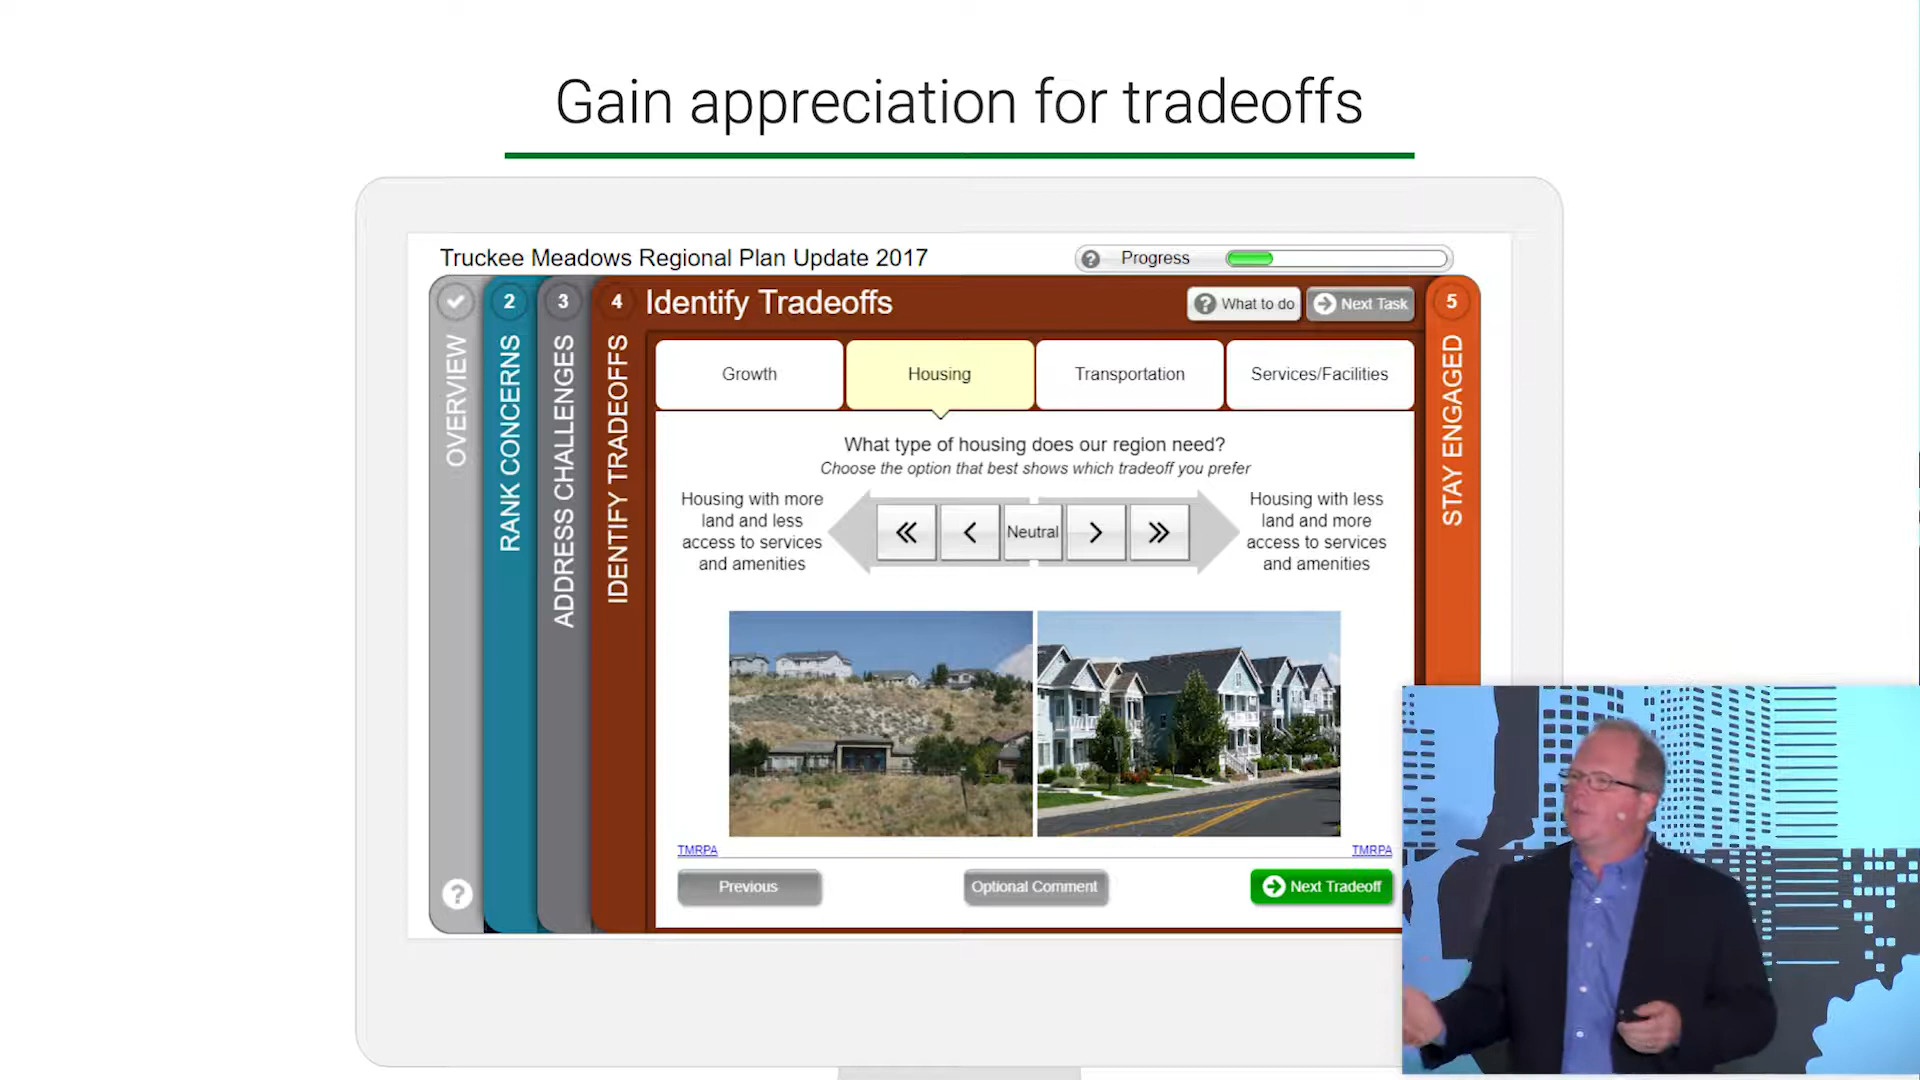 Gain appreciation for tradeoffs
Truckee Meadows Regional Plan Update 2017
? Progress
2
3
4
Identify Tradeoffs
? What to do
Next Task
5
OVERVIEW
RANK CONCERNS
ADDRESS CHALLENGES
IDENTIFY TRADEOFFS
STAY ENGAGED
Growth
Housing
Transportation
Services/Facilities
What type of housing does our region need?
Choose the option that best shows which tradeoff you prefer
Housing with more
land and less
access to services
and amenities
« < Neutral > »
Housing with less
land and more
access to services
and amenities
TMRPA
TMRPA
?
Previous
Optional Comment
Next Tradeoff